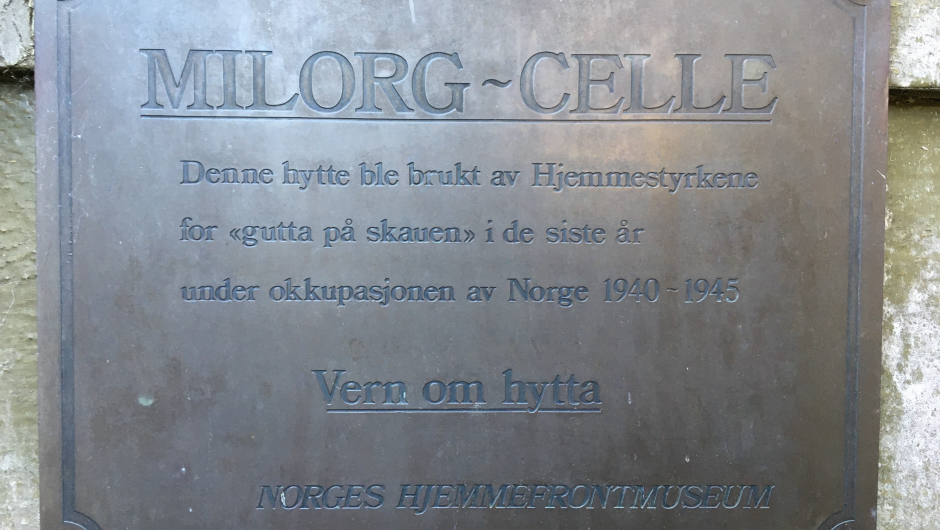 MILORG~CELLE
Denne hytte ble brukt av Hjemmestyrkene
for «gutta på skauen» i de siste år
under okkupasjonen av Norge 1940~1945
Vern om hytta
NORGES HJEMMEFRONTMUSEUM